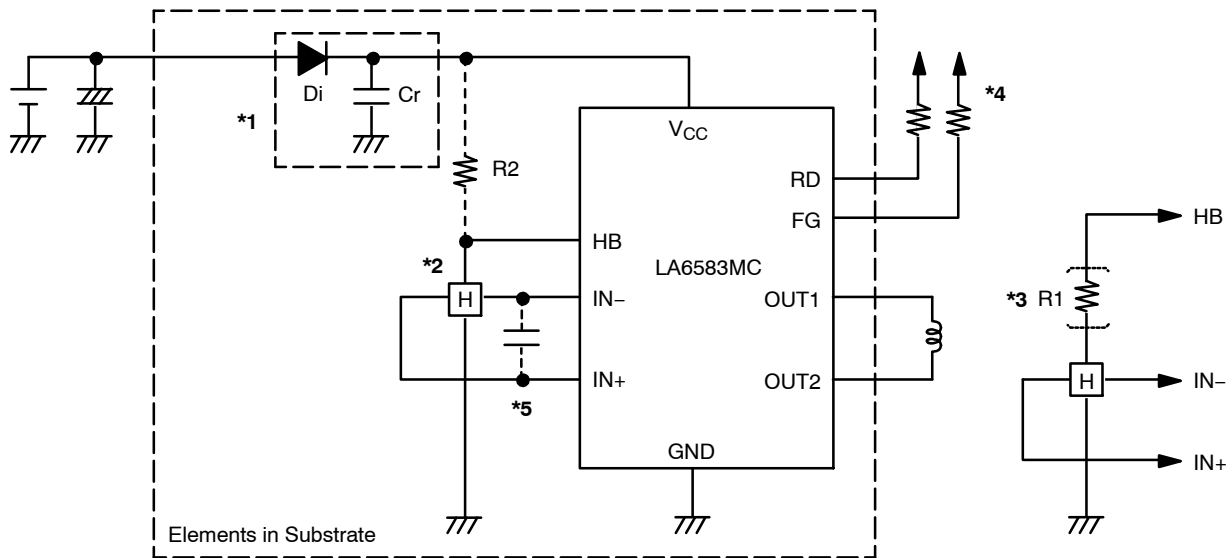 *4
Di
Cr
*1
VCC
R2
RD
FG
HB
HB
*2
LA6583MC
H
IN−
OUT1
*3 R1
IN+
OUT2
H
IN−
*5
GND
IN+
Elements in Substrate